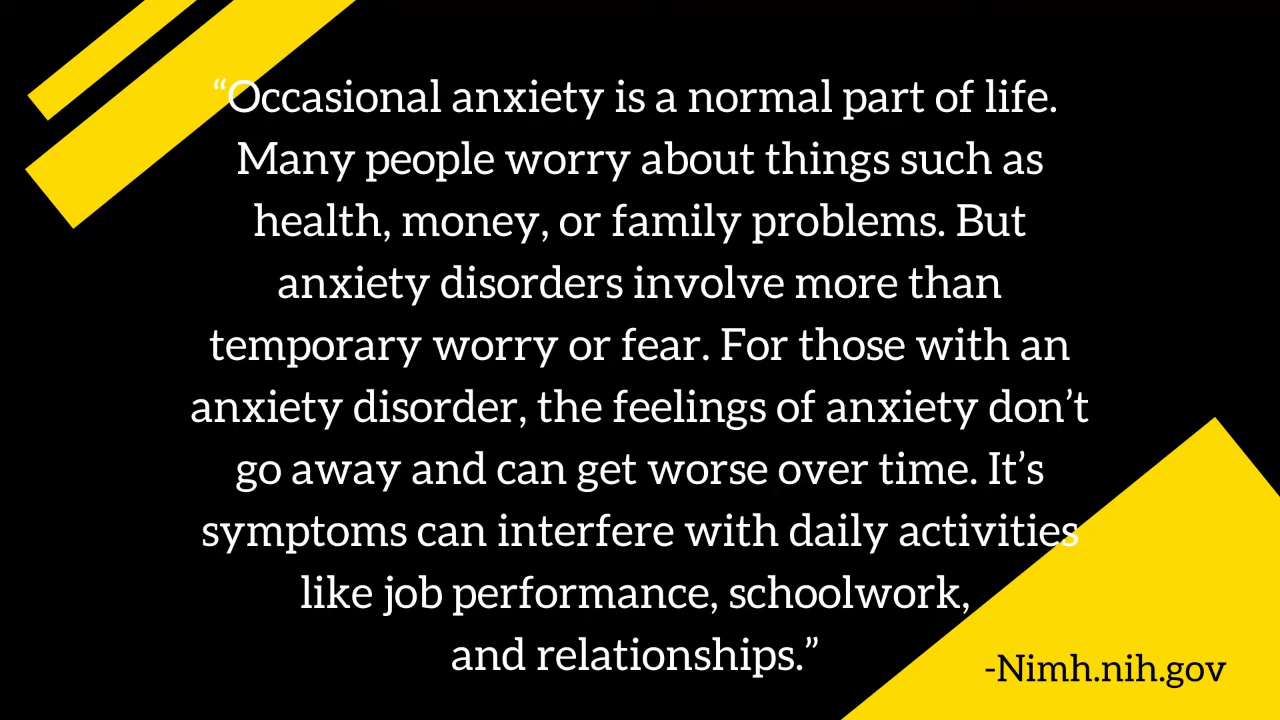 “Occasional anxiety is a normal part of life.
Many people worry about things such as
health, money, or family problems. But
anxiety disorders involve more than
temporary worry or fear. For those with an
anxiety disorder, the feelings of anxiety don’t
go away and can get worse over time. It’s
symptoms can interfere with daily activities
like job performance, schoolwork,
and relationships.”
-Nimh.nih.gov